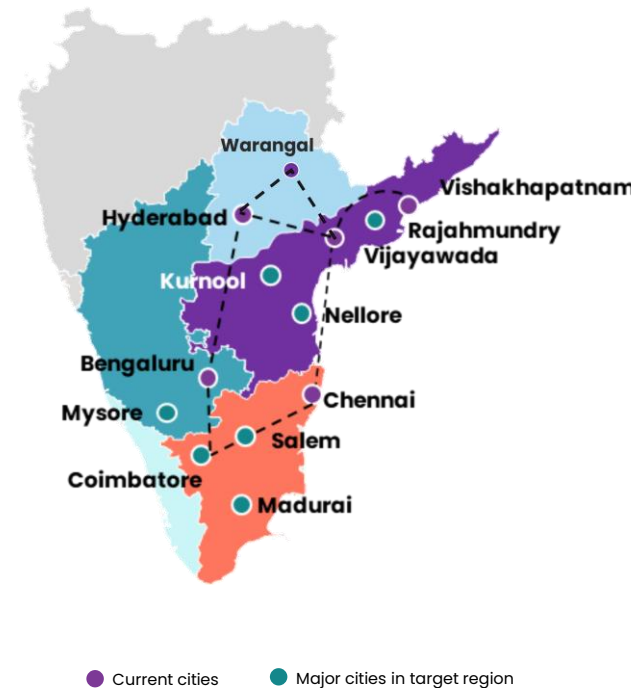 Warangal
Vishakhapatnam
Hyderabad
Rajahmundry
Vijayawada
Kurnool
Nellore
Bengaluru
Chennai
Mysore
Salem
Coimbatore
Madurai
Current cities
Major cities in target region